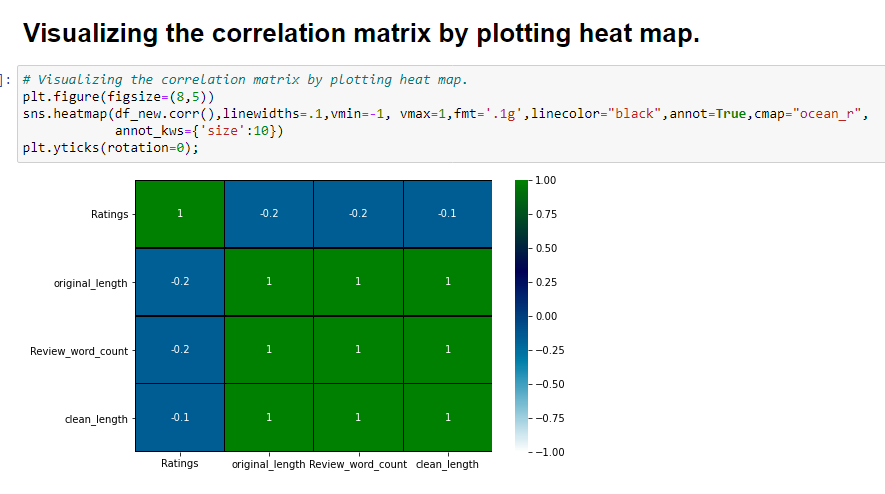 Visualizing the correlation matrix by plotting heat map.
]: # Visualizing the correlation matrix by plotting heat map.
plt.figure(figsize=(8,5))
sns.heatmap(df_new.corr(),linewidths=.1,vmin=-1, vmax=1,fmt='.1g',linecolor="black",annot=True,cmap="ocean_r",
annot_kws={'size':10})
plt.yticks(rotation=0);
1.00
Ratings 1 -0.2 -0.2 -0.1
0.75
0.50
original_length -0.2 1 1 1
0.25
0.00
Review_word_count -0.2 1 1 1
−0.25
−0.50
clean_length -0.1 1 1 1
−0.75
−1.00
Ratings original_length Review_word_count clean_length